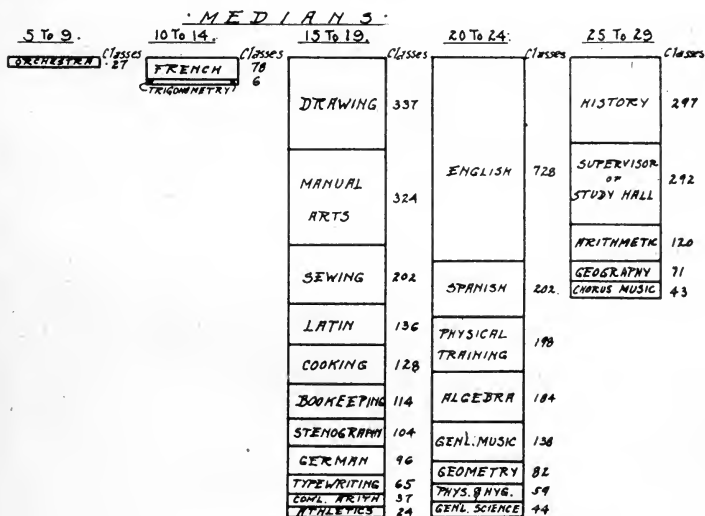 ·MEDIANS·
5 To 9.
Classes
ORCHESTRA 27
10 To 14.
Classes
FRENCH 78
TRIGONOMETRY 6
15 To 19.
Classes
DRAWING 337
MANUAL
ARTS 324
SEWING 202
LATIN 136
COOKING 128
BOOKEEPING 114
STENOGRAPH 104
GERMAN 96
TYPEWRITING 65
COML. ARITH 37
ATHLETICS 24
20 To 24.
Classes
ENGLISH 728
SPANISH 202.
PHYSICAL
TRAINING 198
ALGEBRA 184
GENL. MUSIC 138
GEOMETRY 82
PHYS. & HYG. 59
GENL. SCIENCE 44
25 To 29
Classes
HISTORY 297
SUPERVISOR
OF
STUDY HALL 292
ARITHMETIC 120
GEOGRAPHY 71
CHORUS MUSIC 43